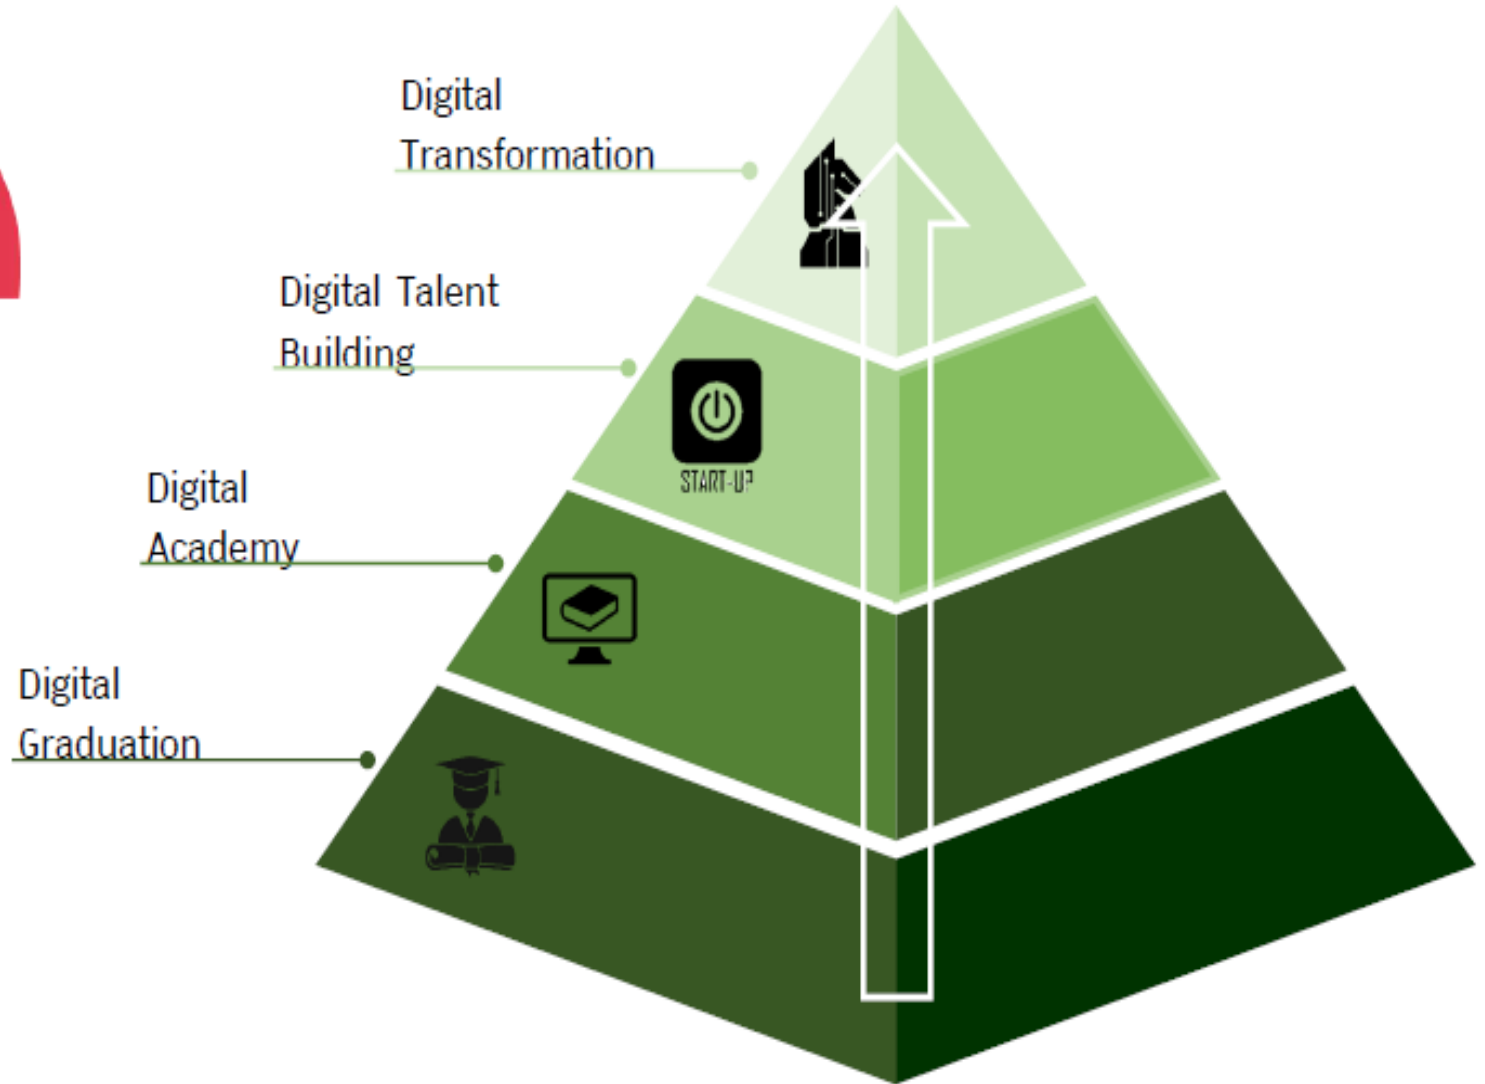 Digital
Transformation
Digital Talent
Building
START-UP
Digital
Academy
Digital
Graduation